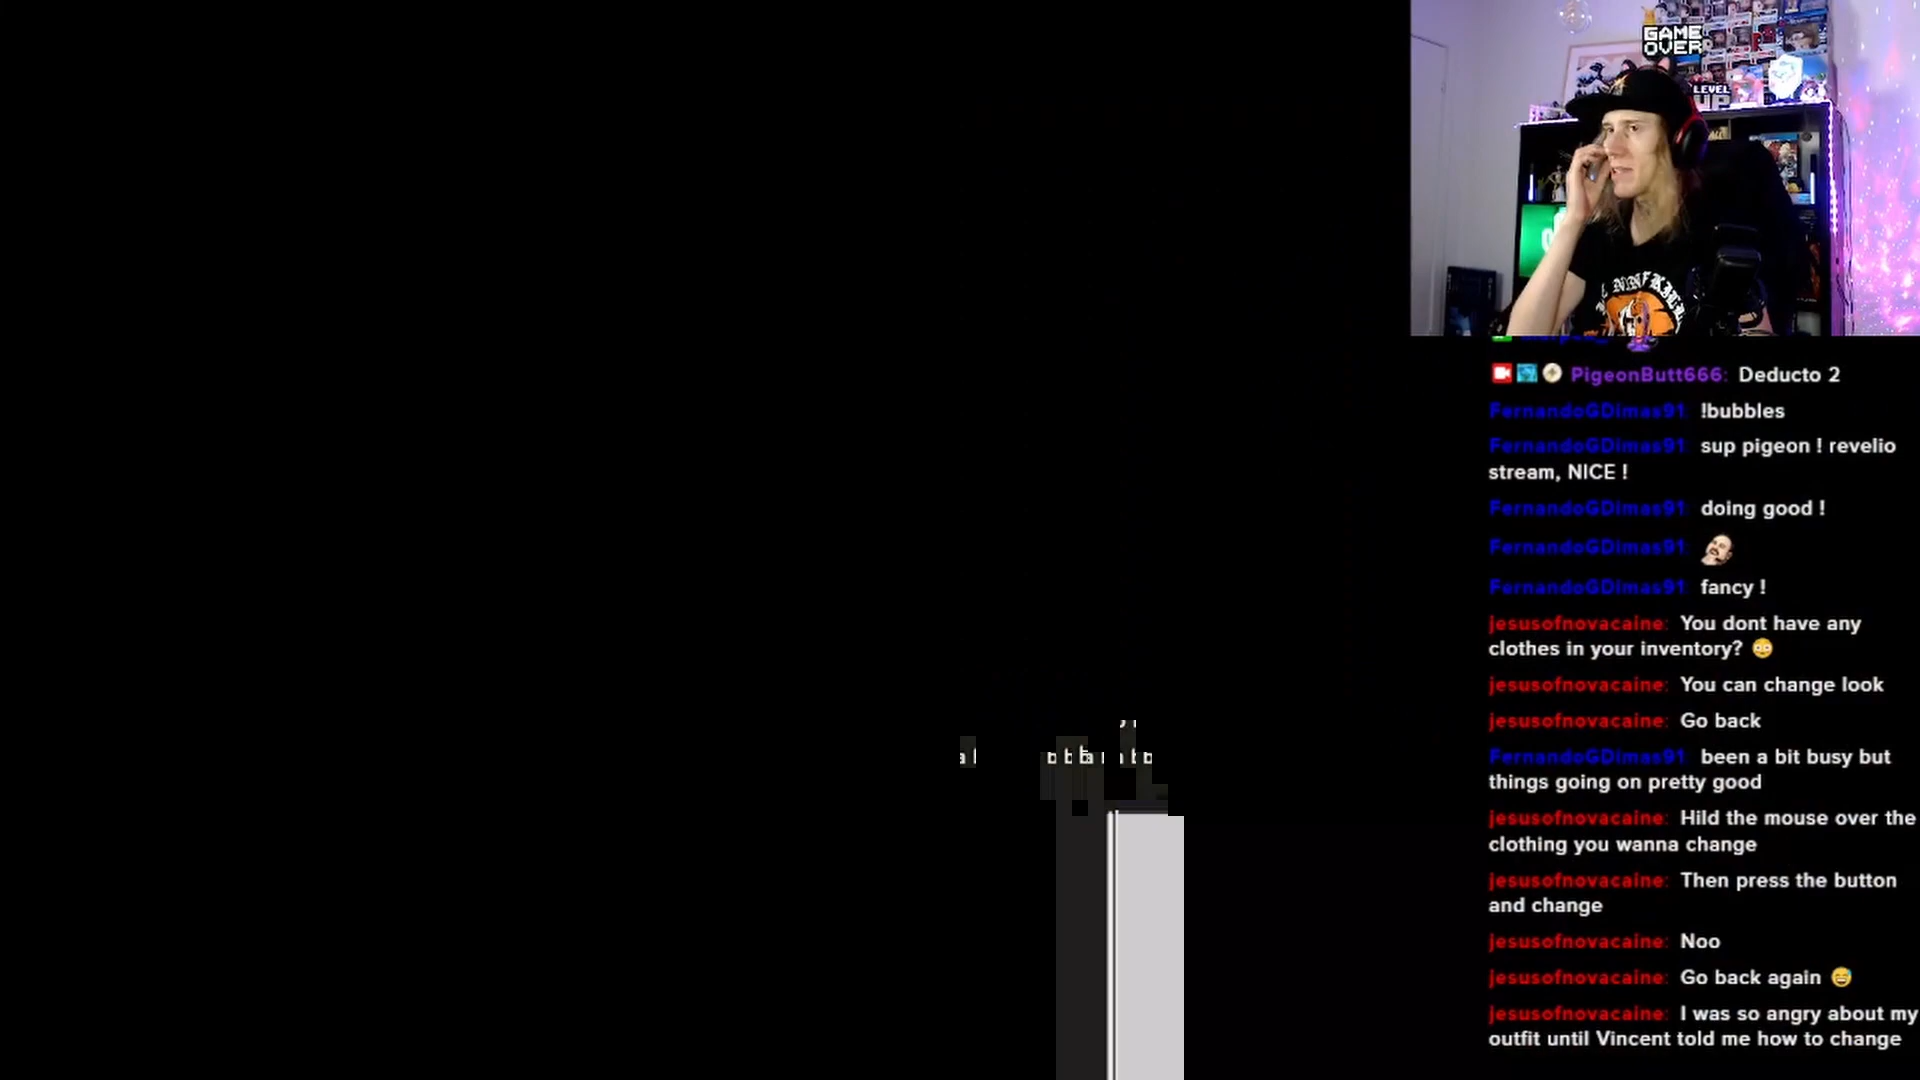 GAME
OVER
LEVEL
UP
PigeonButt666: Deducto 2
FernandoGDimas91: !bubbles
FernandoGDimas91: sup pigeon ! revelio
stream, NICE !
FernandoGDimas91: doing good !
FernandoGDimas91:
FernandoGDimas91: fancy !
jesusofnovacaine: You dont have any
clothes in your inventory? 😳
jesusofnovacaine: You can change look
jesusofnovacaine: Go back
FernandoGDimas91: been a bit busy but
things going on pretty good
jesusofnovacaine: Hild the mouse over the
clothing you wanna change
jesusofnovacaine: Then press the button
and change
jesusofnovacaine: Noo
jesusofnovacaine: Go back again 😅
jesusofnovacaine: I was so angry about my
outfit until Vincent told me how to change